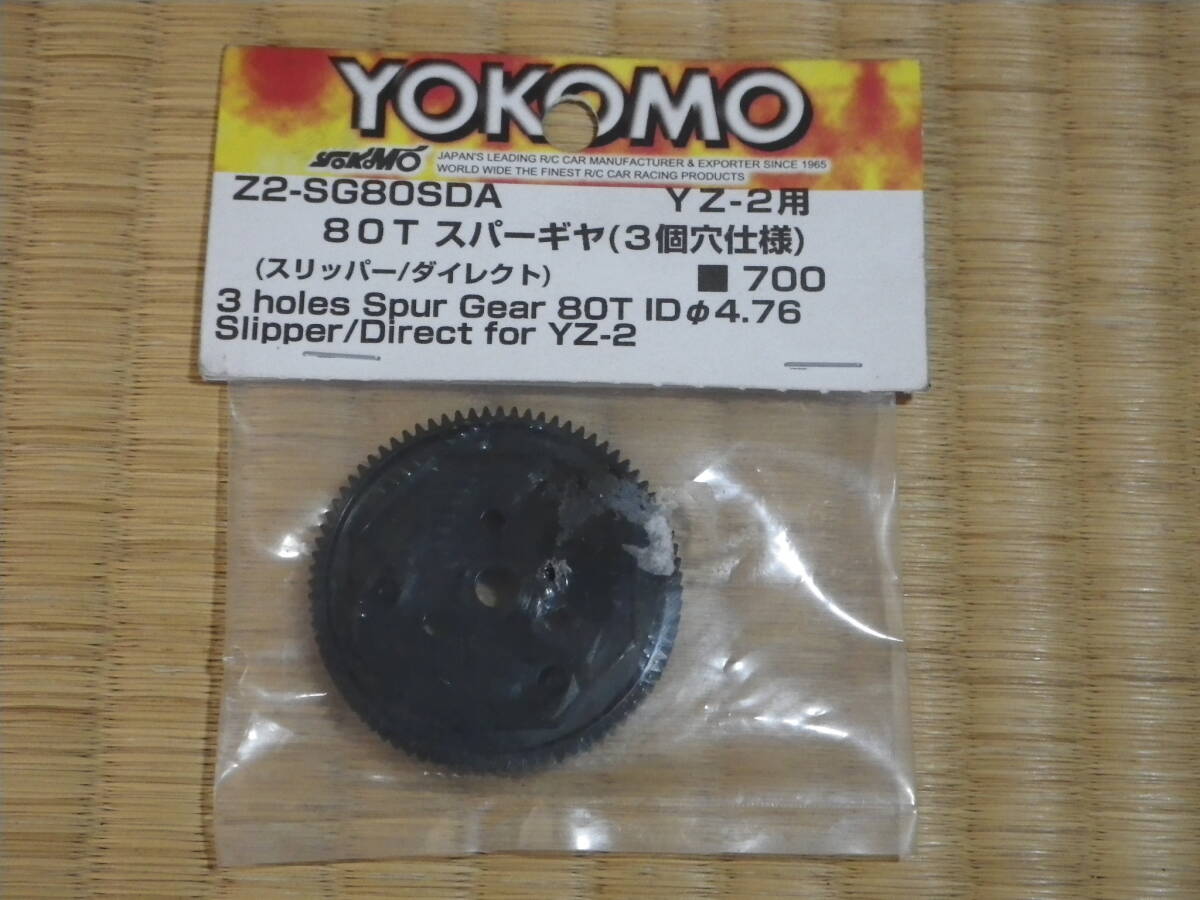 YOKOMO
YOKOMO JAPAN'S LEADING R/C CAR MANUFACTURER & EXPORTER SINCE 1965
WORLD WIDE THE FINEST R/C CAR RACING PRODUCTS
Z2-SG80SDA YZ-2用
80T スパーギヤ(3個穴仕様)
(スリッパー/ダイレクト) ■700
3 holes Spur Gear 80T IDφ4.76
Slipper/Direct for YZ-2